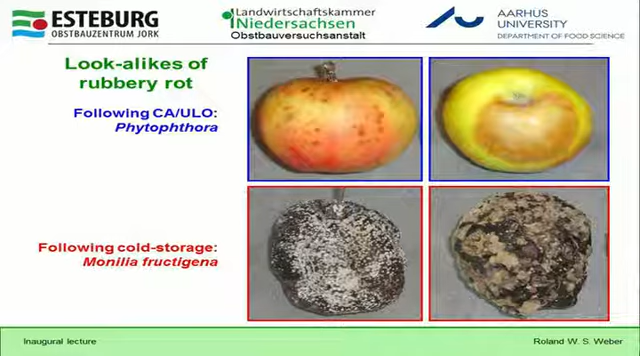 ESTEBURG
OBSTBAUZENTRUM JORK
Landwirtschaftskammer
Niedersachsen
Obstbauversuchsanstalt
AARHUS
UNIVERSITY
DEPARTMENT OF FOOD SCIENCE
Look-alikes of
rubbery rot
Following CA/ULO:
Phytophthora
Following cold-storage:
Monilia fructigena
Inaugural lecture
Roland W. S. Weber